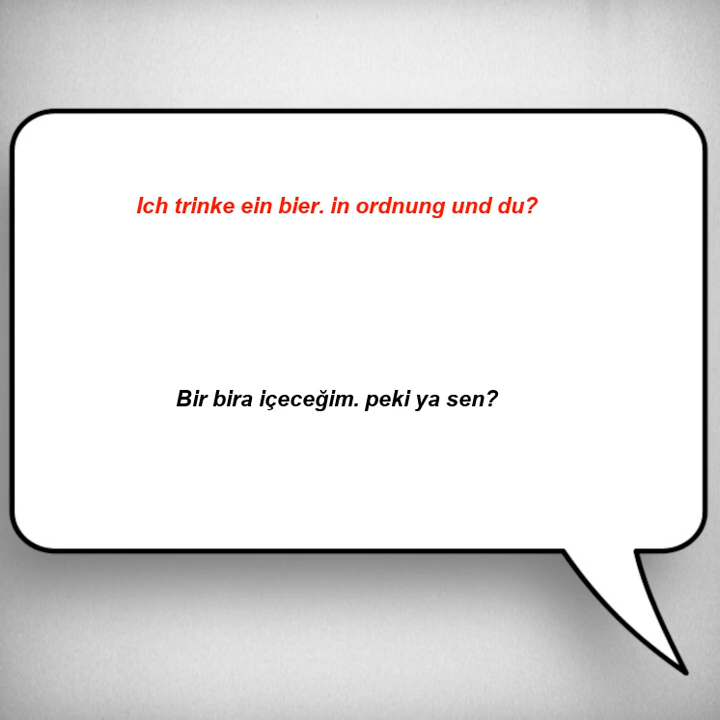 Ich trinke ein bier. in ordnung und du?
Bir bira içeceğim. peki ya sen?